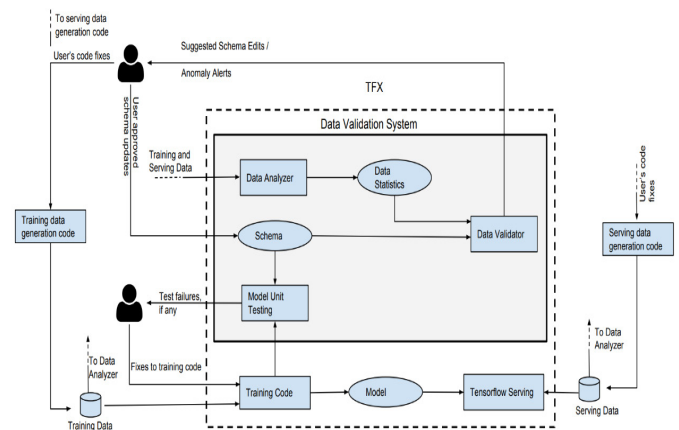 To serving data
generation code
User's code fixes
Suggested Schema Edits /
Anomaly Alerts
TFX
User approved
schema updates
Data Validation System
Training and
Serving Data
Data Analyzer
Data
Statistics
User's code
fixes
Training data
generation code
Schema
Data Validator
Serving data
generation code
Test failures,
if any
Model Unit
Testing
To Data
Analyzer
Fixes to training code
To Data
Analyzer
Training Code
Model
Tensorflow Serving
Training Data
Serving Data